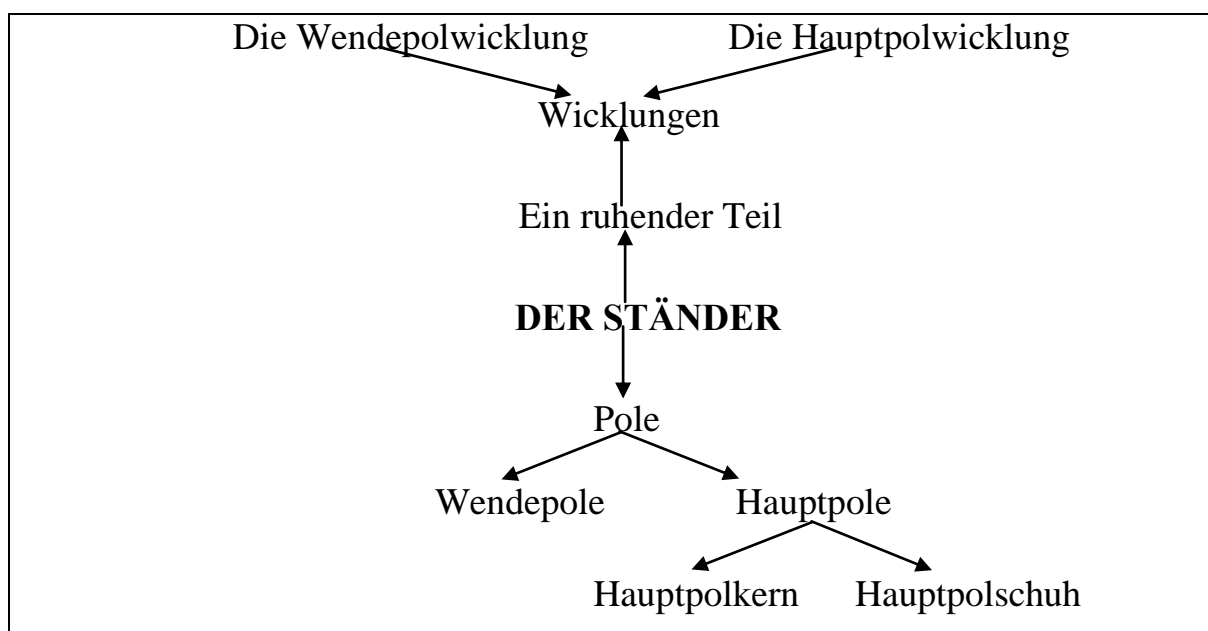 Die Wendepolwicklung Die Hauptpolwicklung
Wicklungen
Ein ruhender Teil
DER STÄNDER
Pole
Wendepole Hauptpole
Hauptpolkern Hauptpolschuh